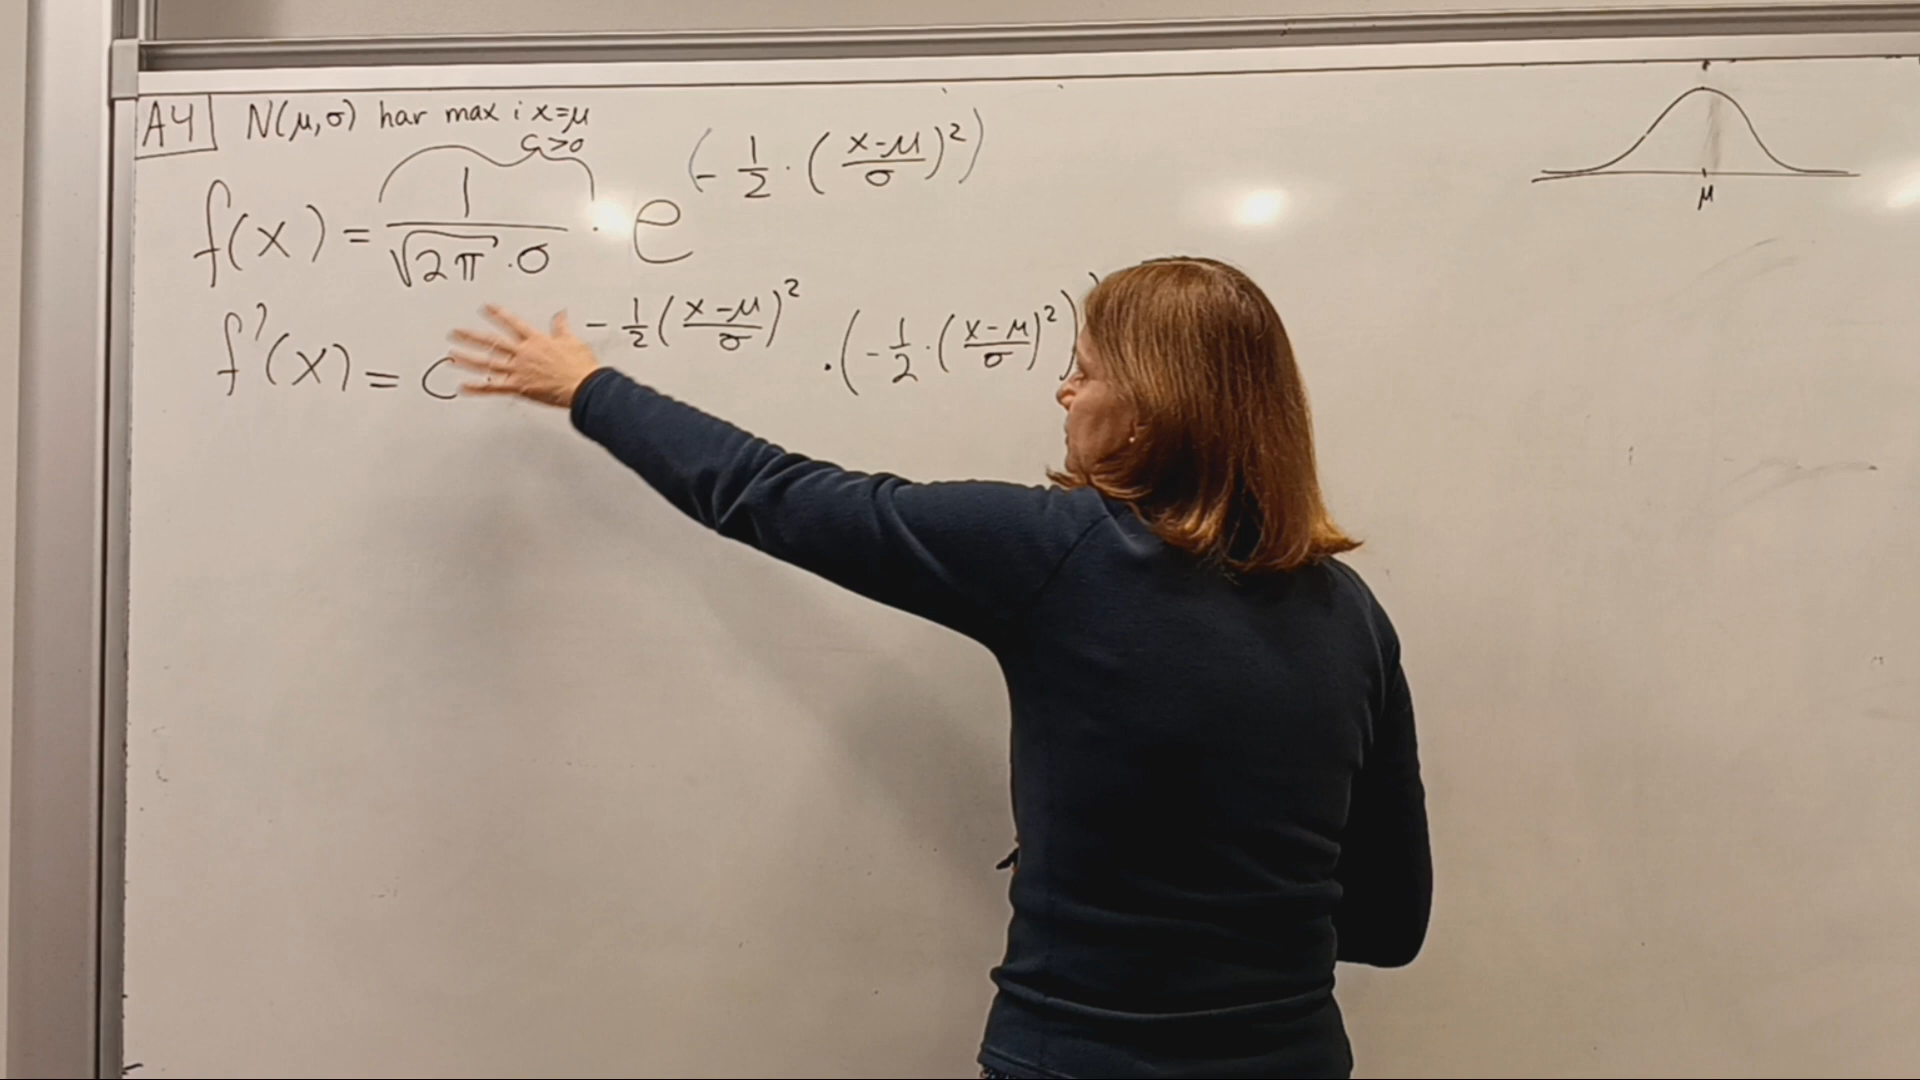 A4 N(μ,σ) har max i x=μ
C>0
f(x) = 1/(√2π · σ) · e^(-1/2 · ((x-μ)/σ)²)
f'(x) = C · -1/2 ((x-μ)/σ)² · (-1/2 · ((x-μ)/σ)²)
μ